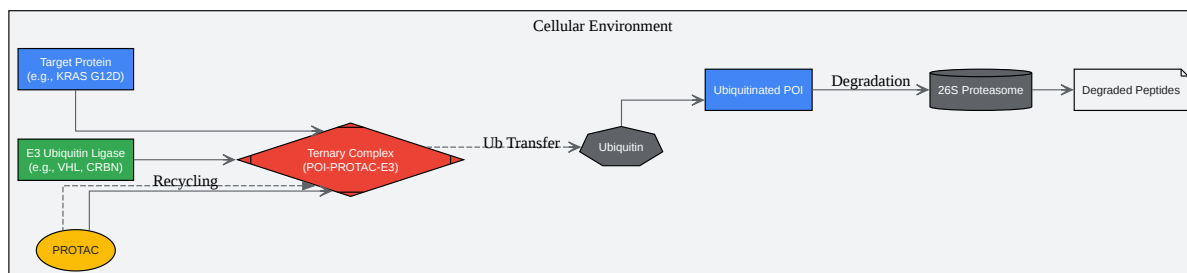 Cellular Environment
Target Protein
(e.g., KRAS G12D)
Degradation
Ubiquitinated POI
26S Proteasome
Degraded Peptides
E3 Ubiquitin Ligase
(e.g., VHL, CRBN)
Ternary Complex
(POI-PROTAC-E3)
Ub Transfer
Ubiquitin
Recycling
PROTAC